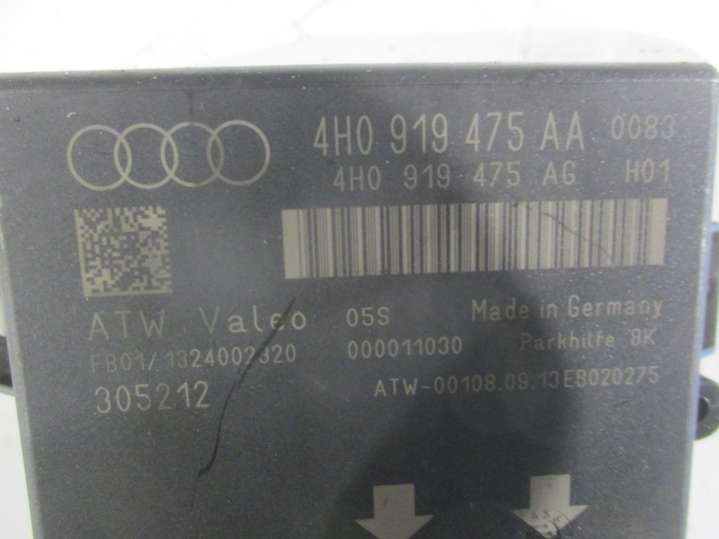 4H0 919 475 AA 0083
4H0 919 475 AG H01
ATW Valeo 05S Made in Germany
FB01/1324002320 000011030 Parkhilfe 8K
305212 ATW-00108.09.13EB020275